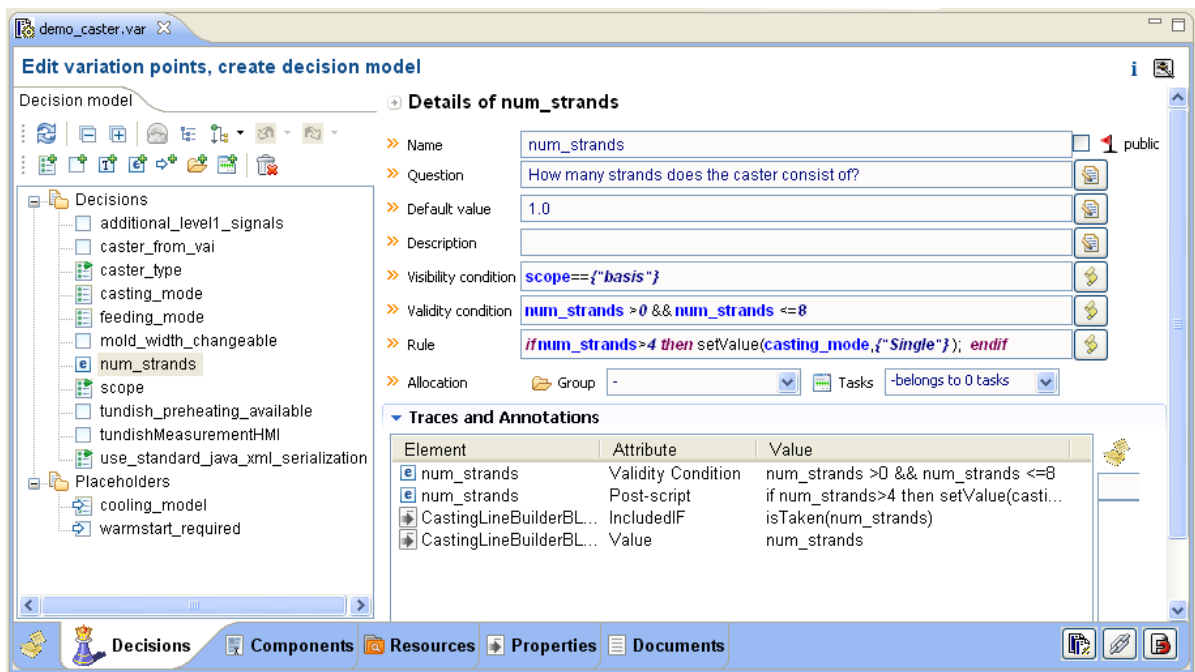 demo_caster.var
Edit variation points, create decision model
Decision model
Decisions
additional_level1_signals
caster_from_vai
caster_type
casting_mode
feeding_mode
mold_width_changeable
num_strands
scope
tundish_preheating_available
tundishMeasurementHMI
use_standard_java_xml_serialization
Placeholders
cooling_model
warmstart_required
Details of num_strands
Name num_strands public
Question How many strands does the caster consist of?
Default value 1.0
Description
Visibility condition scope=={"basis"}
Validity condition num_strands >0 && num_strands <=8
Rule if num_strands>4 then setValue(casting_mode,{"Single"}); endif
Allocation Group - Tasks -belongs to 0 tasks
Traces and Annotations
Element Attribute Value
num_strands Validity Condition num_strands >0 && num_strands <=8
num_strands Post-script if num_strands>4 then setValue(casti...
CastingLineBuilderBL... IncludedIF isTaken(num_strands)
CastingLineBuilderBL... Value num_strands
Decisions Components Resources Properties Documents